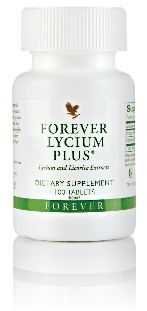 FOREVER
LYCIUM
PLUS®
Lycium and Licorice Extracts
DIETARY SUPPLEMENT
100 TABLETS
FOREVER